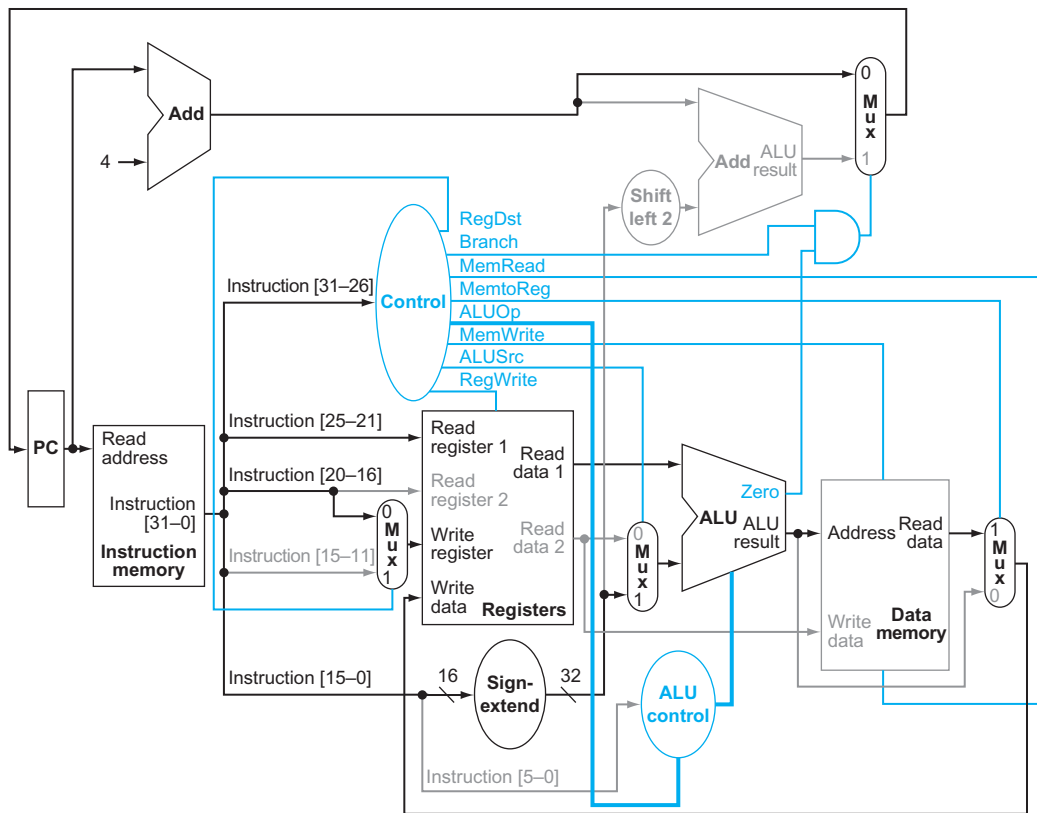 0
M
u
x
1
Add
4
Add
ALU
result
Shift
left 2
RegDst
Branch
MemRead
MemtoReg
ALUOp
MemWrite
ALUSrc
RegWrite
Instruction [31–26]
Control
PC
Read
address
Instruction
[31–0]
Instruction
memory
Instruction [25–21]
Instruction [20–16]
Instruction [15–11]
0
M
u
x
1
Read
register 1
Read
register 2
Write
register
Write
data
Read
data 1
Read
data 2
Registers
0
M
u
x
1
Zero
ALU
ALU
result
Address
Read
data
Write
data
Data
memory
1
M
u
x
0
Instruction [15–0]
16
Sign-
extend
32
ALU
control
Instruction [5–0]